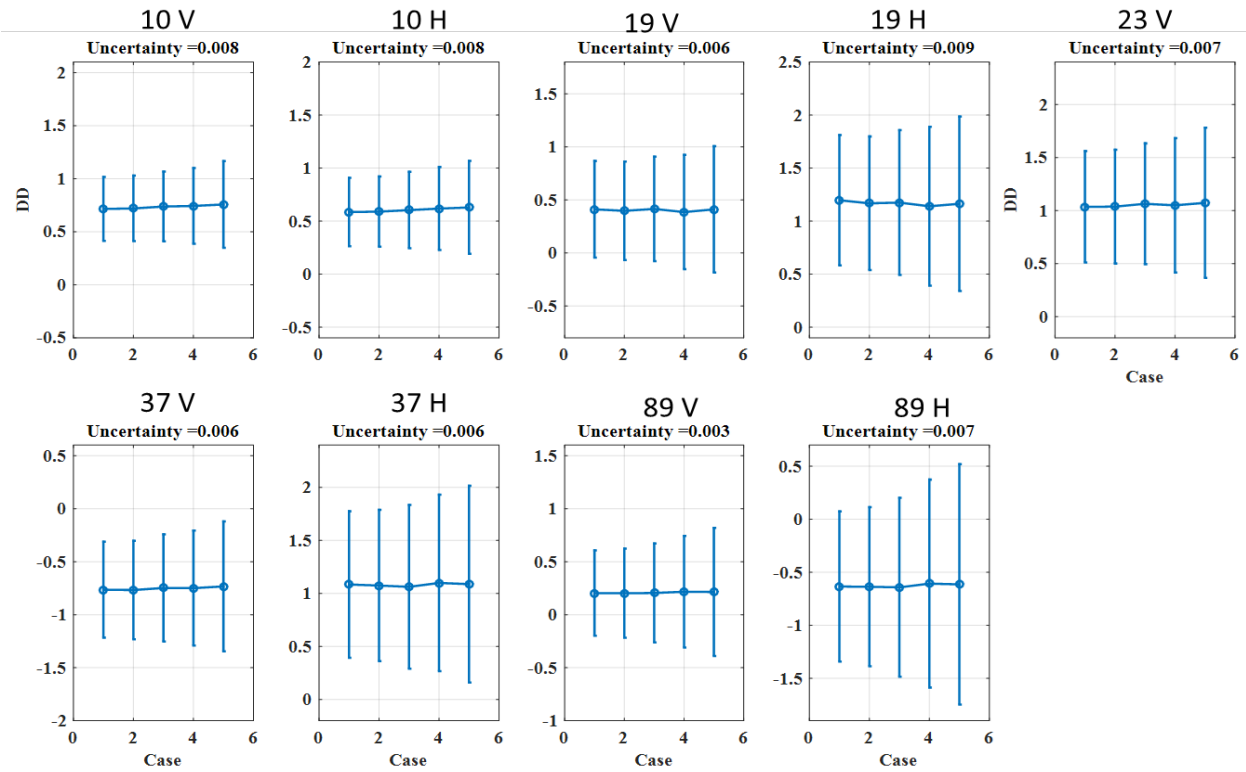 10 V
Uncertainty =0.008
2
1.5
1
0.5
0
-0.5
DD
0 2 4 6
10 H
Uncertainty =0.008
2
1.5
1
0.5
0
-0.5
0 2 4 6
19 V
Uncertainty =0.006
1.5
1
0.5
0
-0.5
0 2 4 6
19 H
Uncertainty =0.009
2.5
2
1.5
1
0.5
0
0 2 4 6
23 V
Uncertainty =0.007
2
1.5
1
0.5
0
DD
0 2 4 6
Case
37 V
Uncertainty =0.006
0.5
0
-0.5
-1
-1.5
-2
0 2 4 6
Case
37 H
Uncertainty =0.006
2
1.5
1
0.5
0
0 2 4 6
Case
89 V
Uncertainty =0.003
1.5
1
0.5
0
-0.5
-1
0 2 4 6
Case
89 H
Uncertainty =0.007
0.5
0
-0.5
-1
-1.5
0 2 4 6
Case